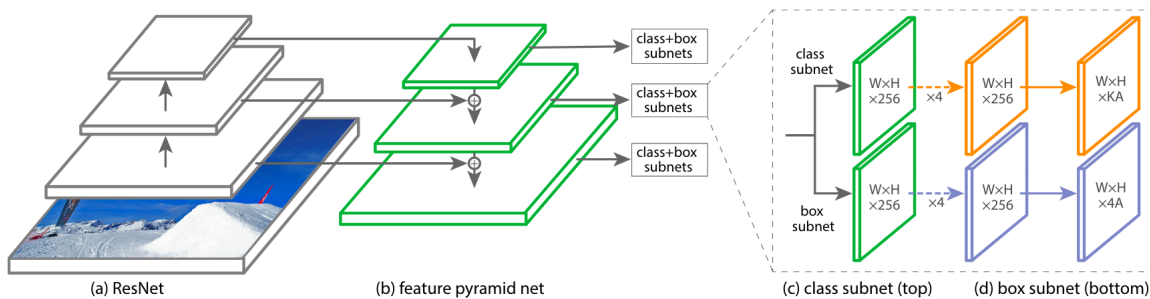 class+box
subnets
class+box
subnets
class+box
subnets
class
subnet
box
subnet
W×H
×256
×4
W×H
×256
W×H
×KA
W×H
×256
×4
W×H
×256
W×H
×4A
(a) ResNet
(b) feature pyramid net
(c) class subnet (top)
(d) box subnet (bottom)